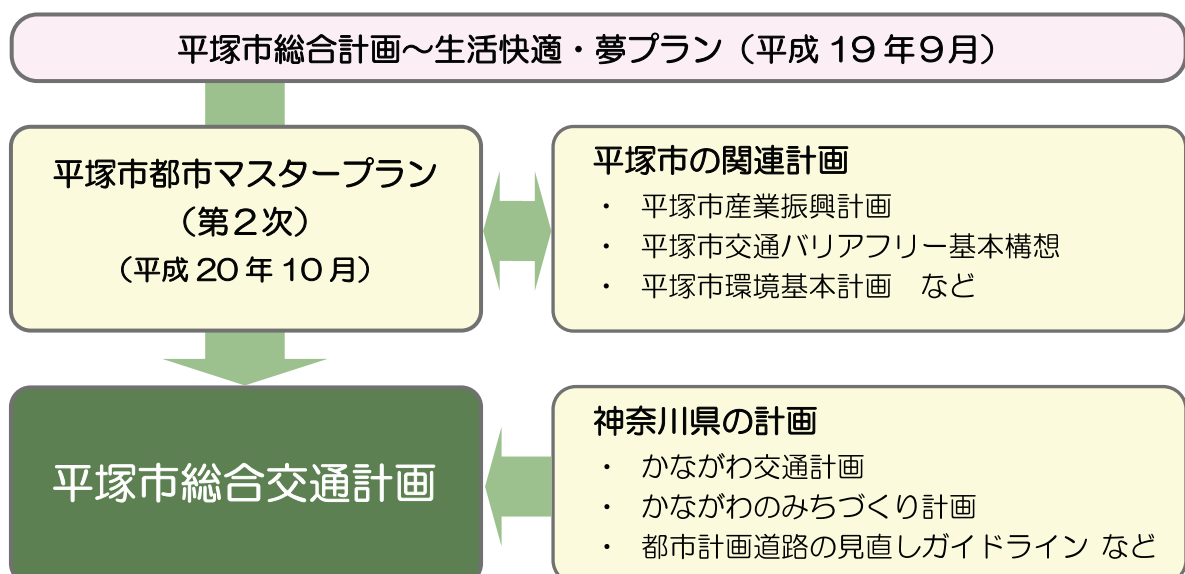 平塚市総合計画～生活快適・夢プラン（平成 19 年９月）
平塚市都市マスタープラン
（第２次）
（平成 20 年 10 月）
平塚市の関連計画
・ 平塚市産業振興計画
・ 平塚市交通バリアフリー基本構想
・ 平塚市環境基本計画　など
平塚市総合交通計画
神奈川県の計画
・ かながわ交通計画
・ かながわのみちづくり計画
・ 都市計画道路の見直しガイドライン など